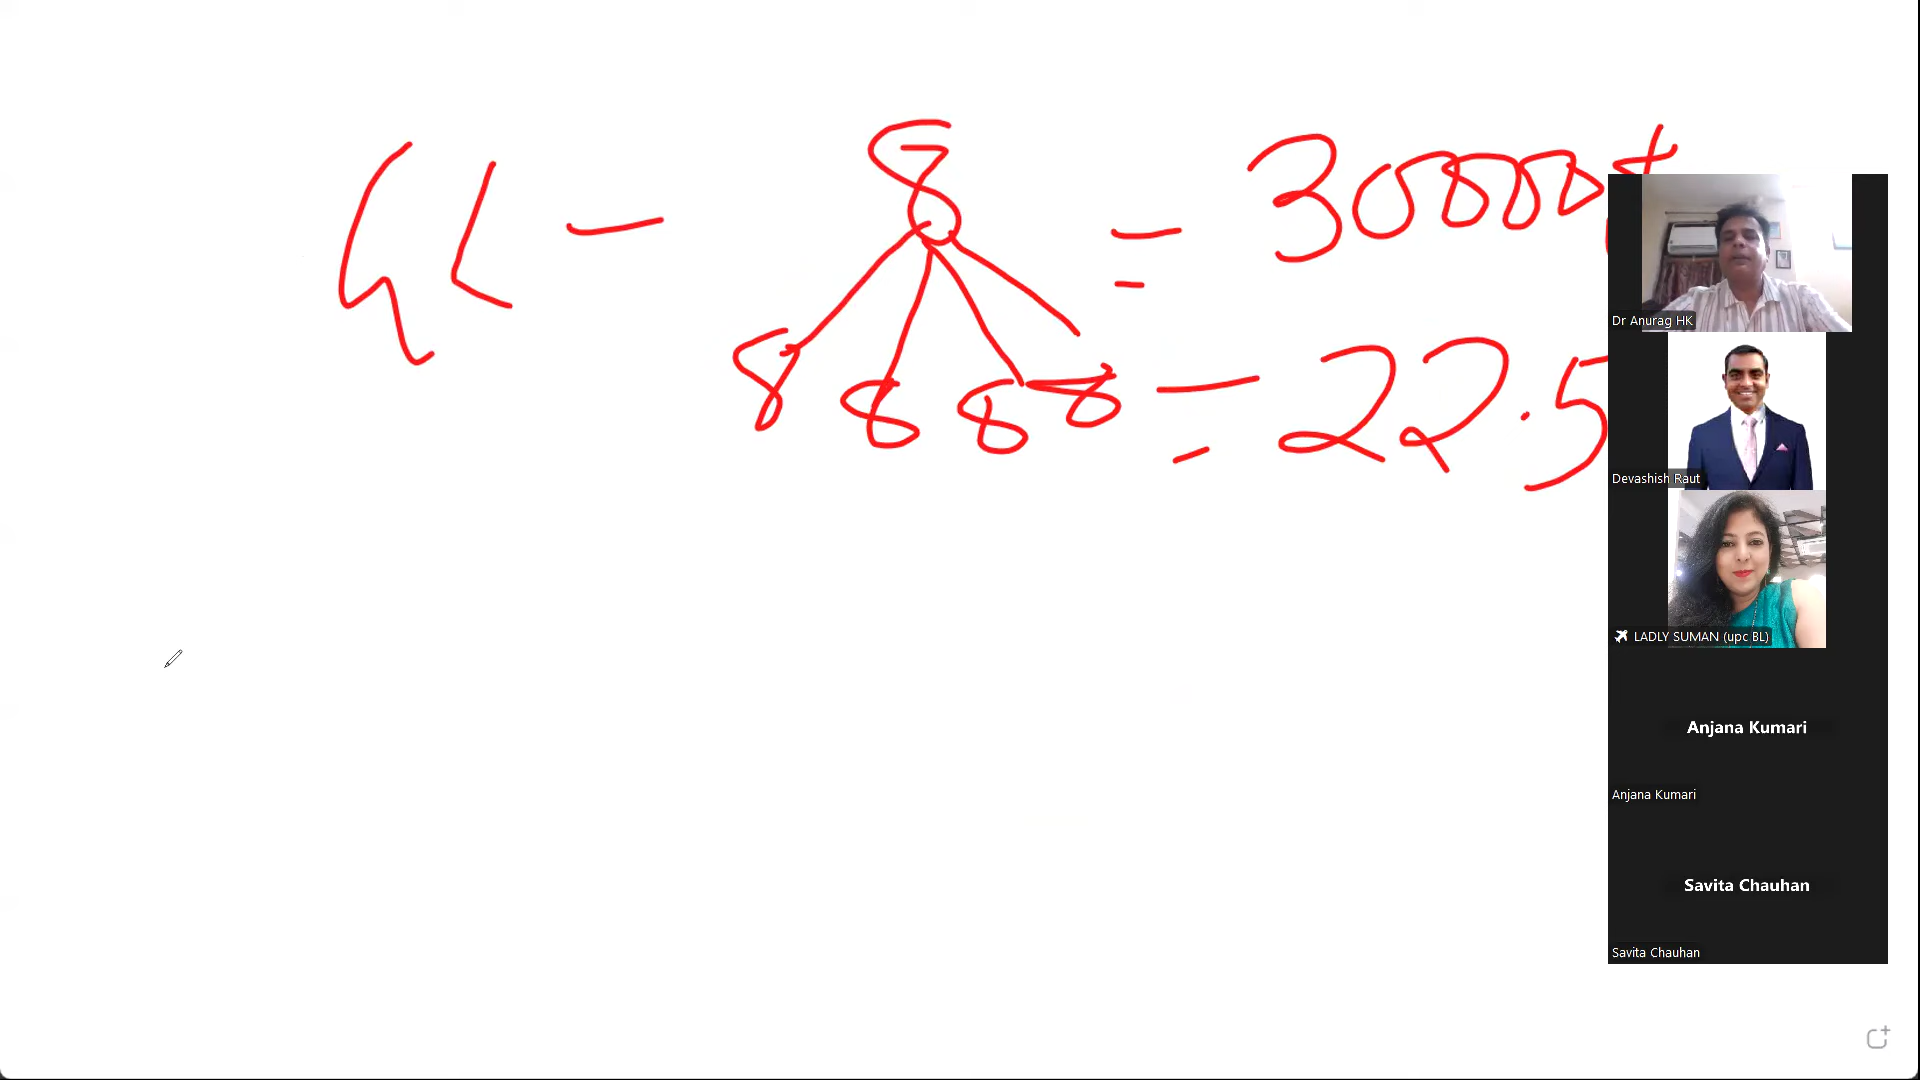 GL - 8 = 30000+
8 8 8 8 = 22.5
Dr Anurag HK
Devashish Raut
LADLY SUMAN (upc BL)
Anjana Kumari
Anjana Kumari
Savita Chauhan
Savita Chauhan